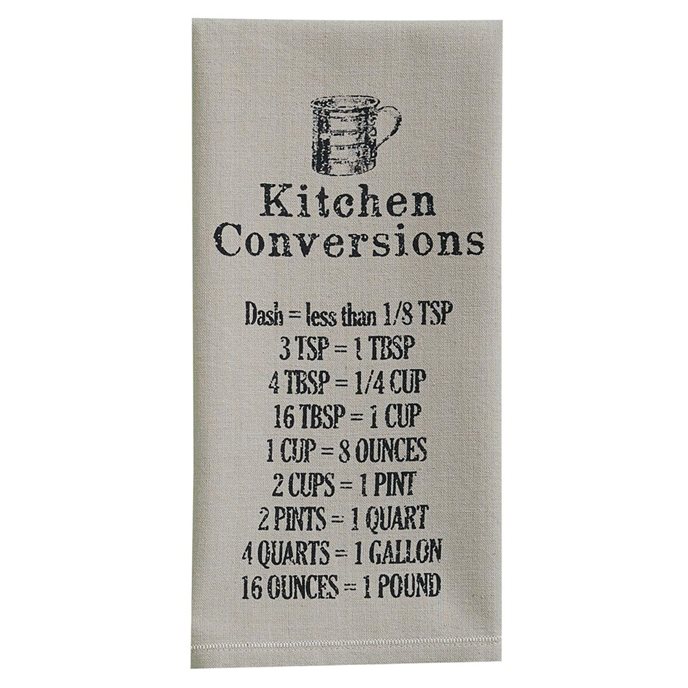 Kitchen
Conversions
Dash = less than 1/8 TSP
3 TSP = 1 TBSP
4 TBSP = 1/4 CUP
16 TBSP = 1 CUP
1 CUP = 8 OUNCES
2 CUPS = 1 PINT
2 PINTS = 1 QUART
4 QUARTS = 1 GALLON
16 OUNCES = 1 POUND